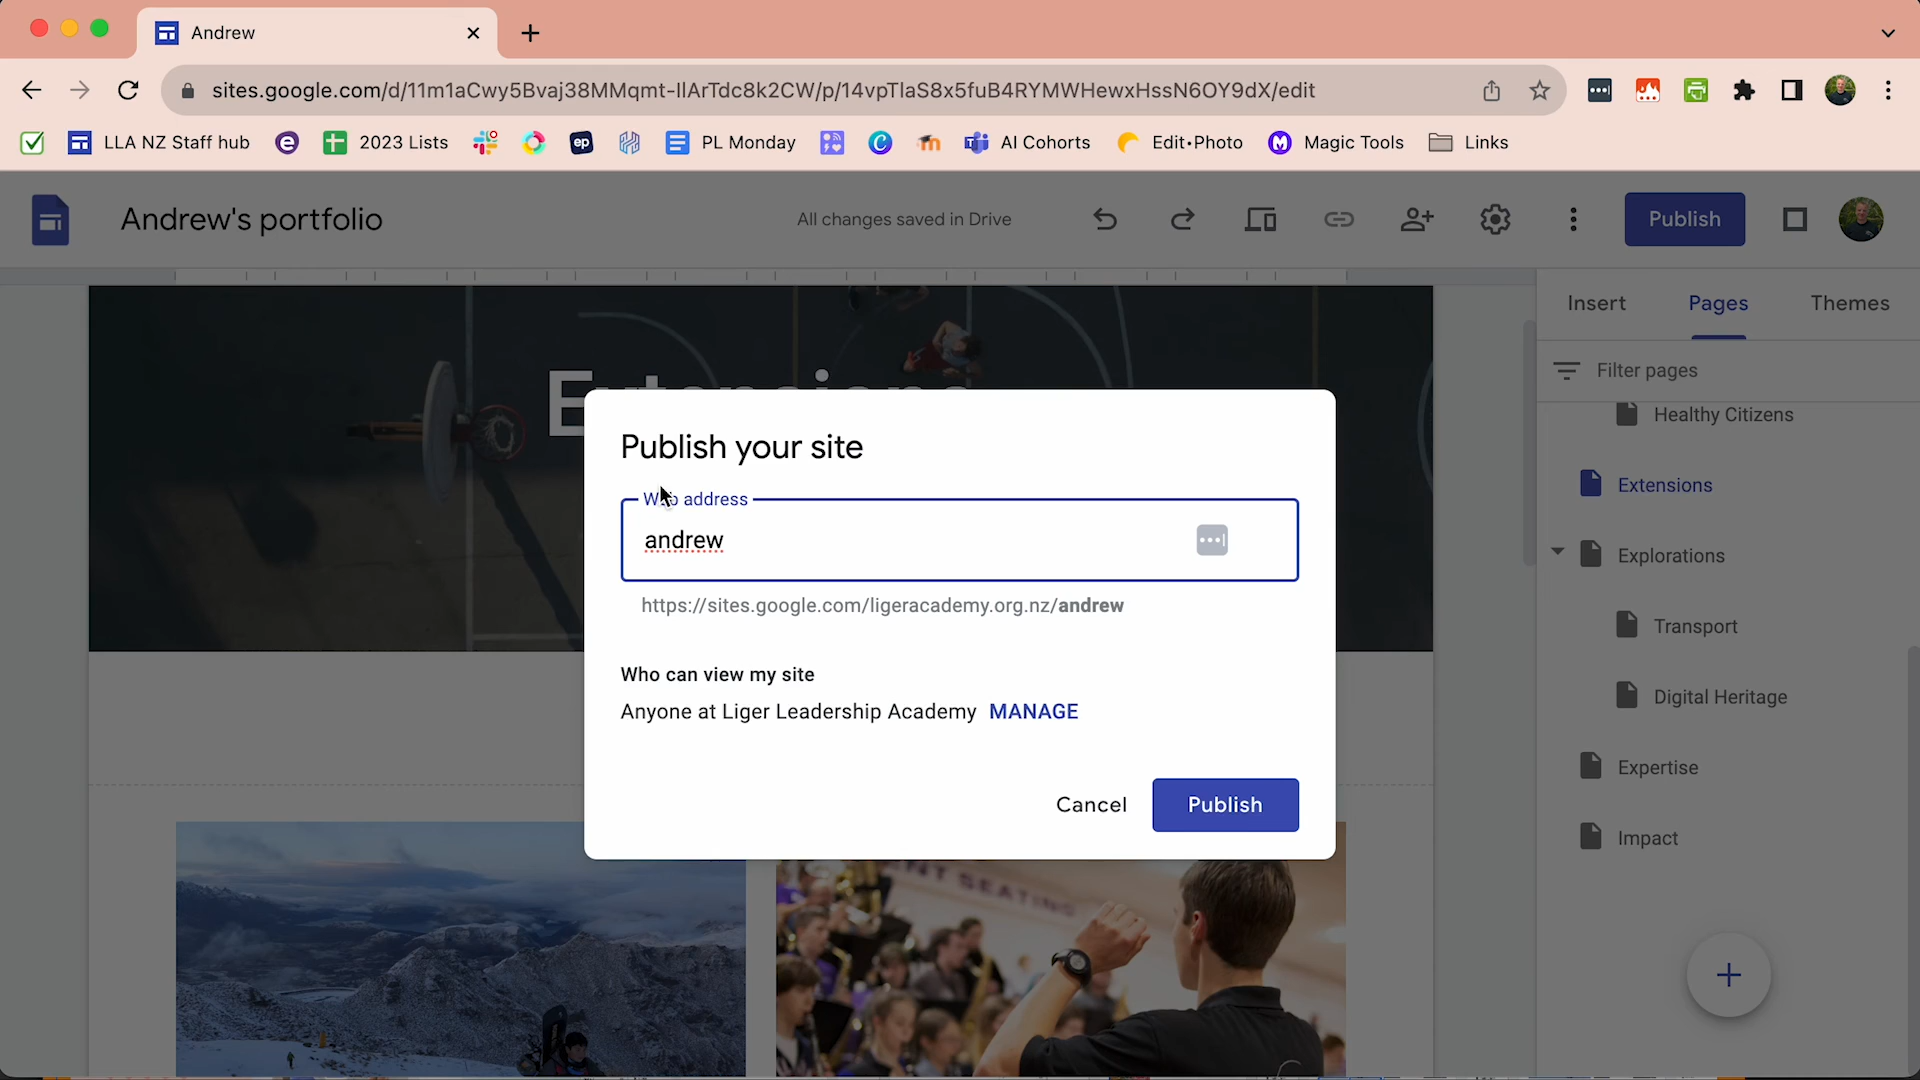 Andrew
sites.google.com/d/11m1aCwy5Bvaj38MMqmt-IlArTdc8k2CW/p/14vpTlaS8x5fuB4RYMWHewxHssN6OY9dX/edit
LLA NZ Staff hub
2023 Lists
ep
PL Monday
AI Cohorts
Edit•Photo
Magic Tools
Links
Andrew's portfolio
All changes saved in Drive
Publish
Insert
Pages
Themes
Filter pages
Extensions
Healthy Citizens
Extensions
Explorations
Transport
Digital Heritage
Expertise
Impact
Publish your site
Web address
andrew
https://sites.google.com/ligeracademy.org.nz/andrew
Who can view my site
Anyone at Liger Leadership Academy MANAGE
Cancel
Publish